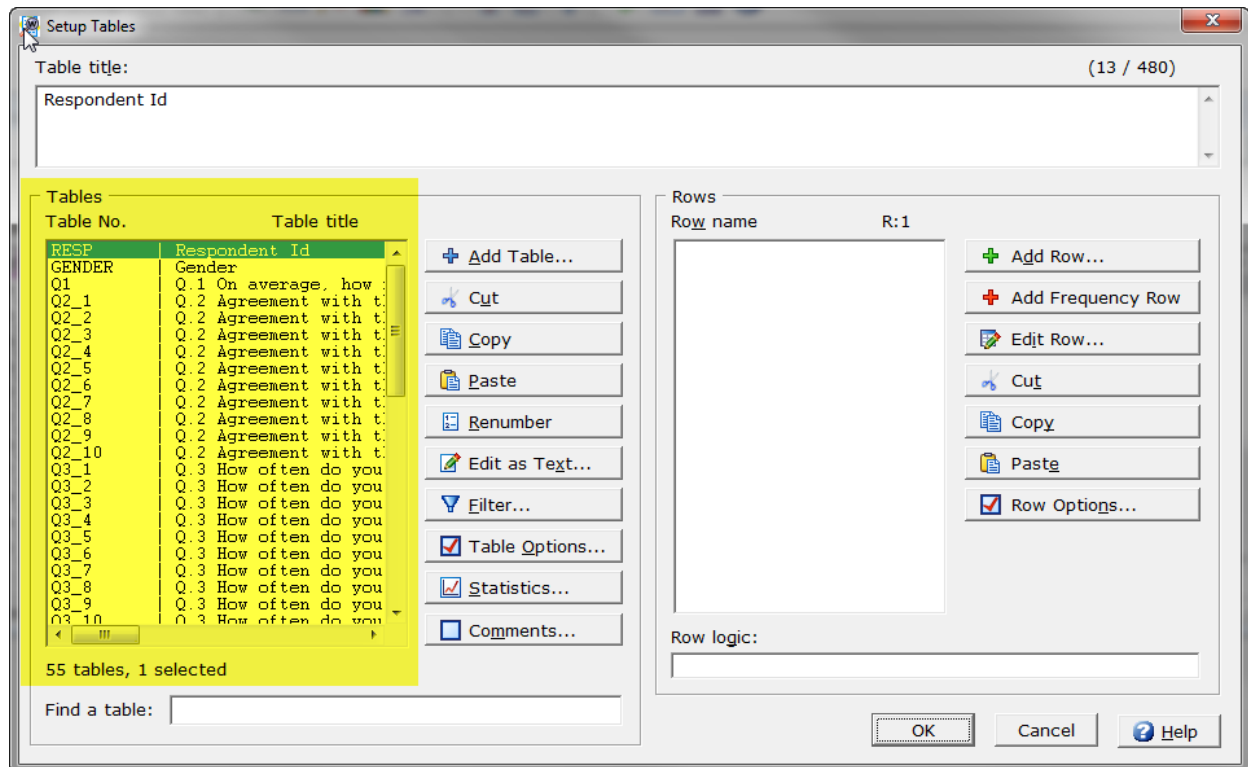 Setup Tables
Table title:
(13 / 480)
Respondent Id
Tables
Table No. Table title
RESP | Respondent Id
GENDER | Gender
Q1 | Q.1 On average, how
Q2_1 | Q.2 Agreement with t
Q2_2 | Q.2 Agreement with t
Q2_3 | Q.2 Agreement with t
Q2_4 | Q.2 Agreement with t
Q2_5 | Q.2 Agreement with t
Q2_6 | Q.2 Agreement with t
Q2_7 | Q.2 Agreement with t
Q2_8 | Q.2 Agreement with t
Q2_9 | Q.2 Agreement with t
Q2_10 | Q.2 Agreement with t
Q3_1 | Q.3 How often do you
Q3_2 | Q.3 How often do you
Q3_3 | Q.3 How often do you
Q3_4 | Q.3 How often do you
Q3_5 | Q.3 How often do you
Q3_6 | Q.3 How often do you
Q3_7 | Q.3 How often do you
Q3_8 | Q.3 How often do you
Q3_9 | Q.3 How often do you
Q3_10 | Q.3 How often do you
55 tables, 1 selected
Find a table:
Add Table...
Cut
Copy
Paste
Renumber
Edit as Text...
Filter...
Table Options...
Statistics...
Comments...
Rows
Row name R:1
Add Row...
Add Frequency Row
Edit Row...
Cut
Copy
Paste
Row Options...
Row logic:
OK
Cancel
Help